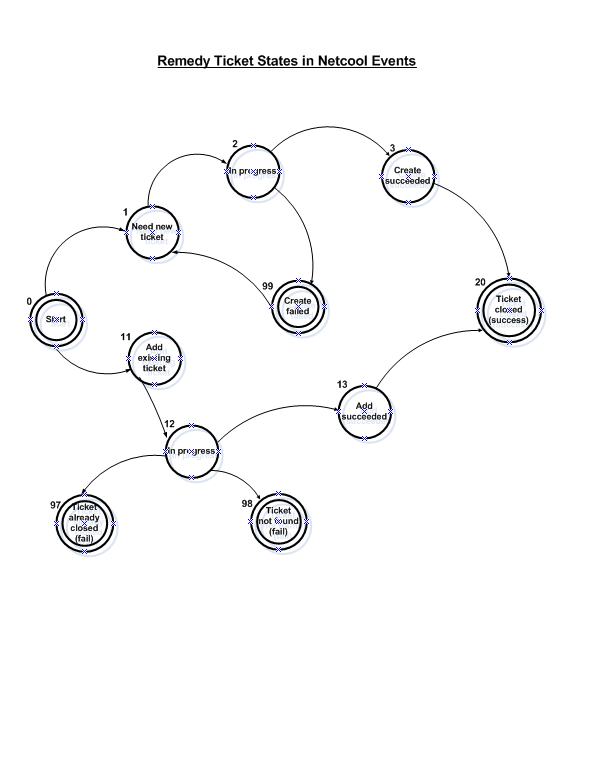 Remedy Ticket States in Netcool Events
2
In progress
3
Create
succeeded
1
Need new
ticket
99
Create
failed
20
Ticket
closed
(success)
0
Start
11
Add
existing
ticket
13
Add
succeeded
12
In progress
97
Ticket
already
closed
(fail)
98
Ticket
not found
(fail)